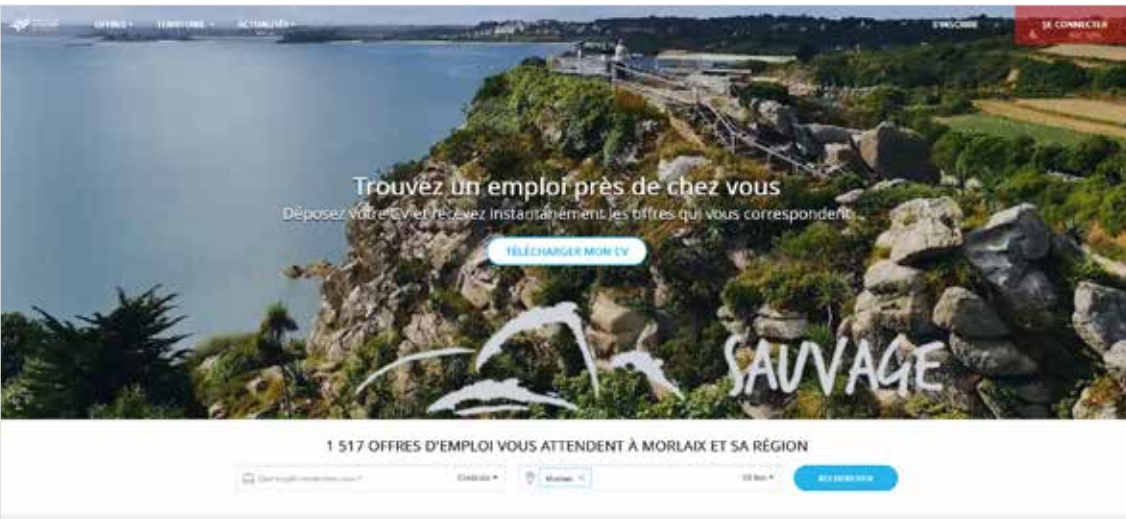 OFFRES
TERRITOIRE
ACTUALITÉS
S'INSCRIRE
SE CONNECTER
Trouvez un emploi près de chez vous
Déposez votre CV et recevez instantanément les offres qui vous correspondent
TÉLÉCHARGER MON CV
SAUVAGE
1 517 OFFRES D'EMPLOI VOUS ATTENDENT À MORLAIX ET SA RÉGION
Contrats
Morlaix
RECHERCHER